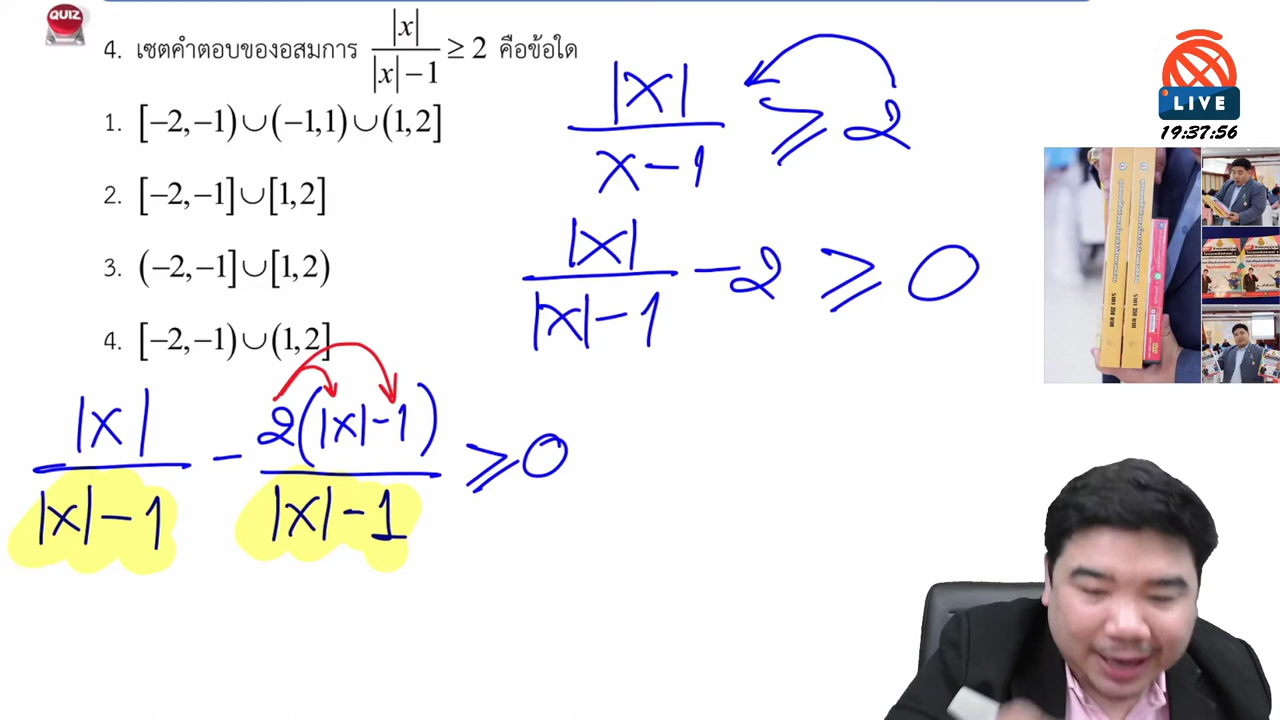 QUIZ
4. เซตคำตอบของอสมการ |x|/(|x|−1) ≥ 2 คือข้อใด
1. [−2,−1)∪(−1,1)∪(1,2]
2. [−2,−1]∪[1,2]
3. (−2,−1]∪[1,2)
4. [−2,−1)∪(1,2]
|x|/(x−1) ≥ 2
|x|/(|x|−1) − 2 ≥ 0
|x|/(|x|−1) − 2(|x|−1)/(|x|−1) ≥ 0
LIVE
19:37:56